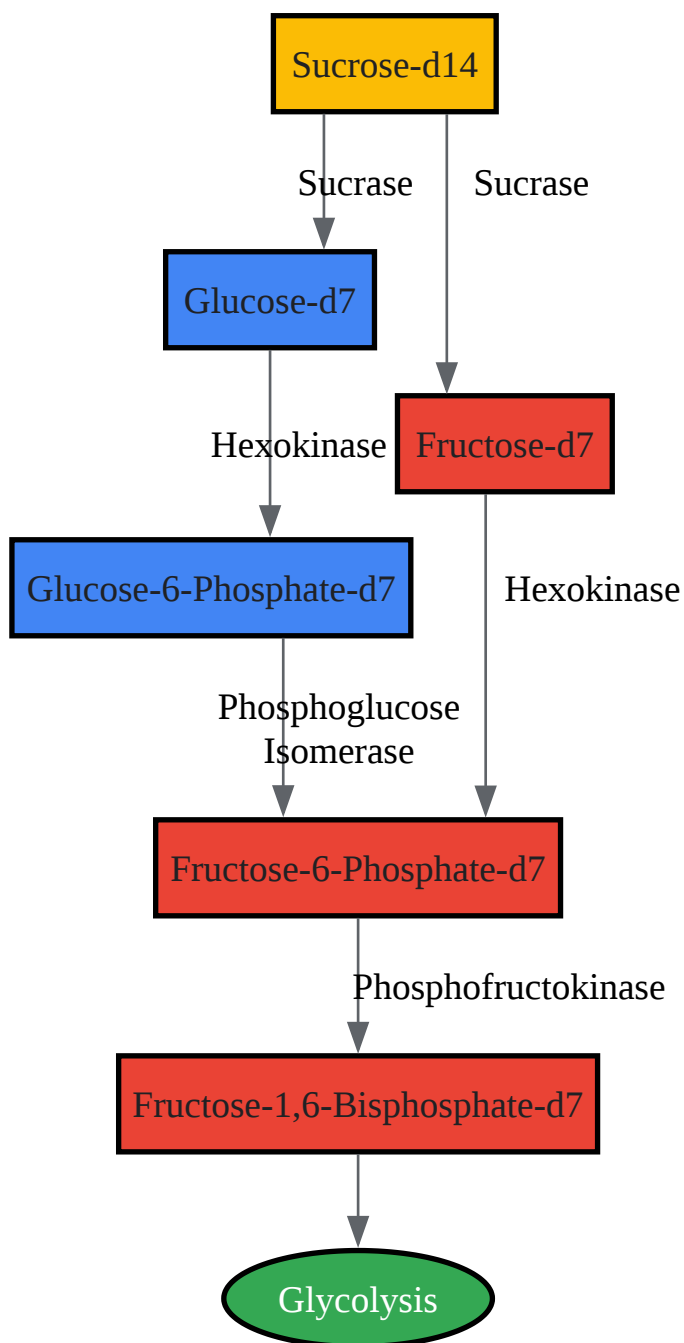 Sucrose-d14
Sucrase
Sucrase
Glucose-d7
Hexokinase
Fructose-d7
Glucose-6-Phosphate-d7
Hexokinase
Phosphoglucose
Isomerase
Fructose-6-Phosphate-d7
Phosphofructokinase
Fructose-1,6-Bisphosphate-d7
Glycolysis